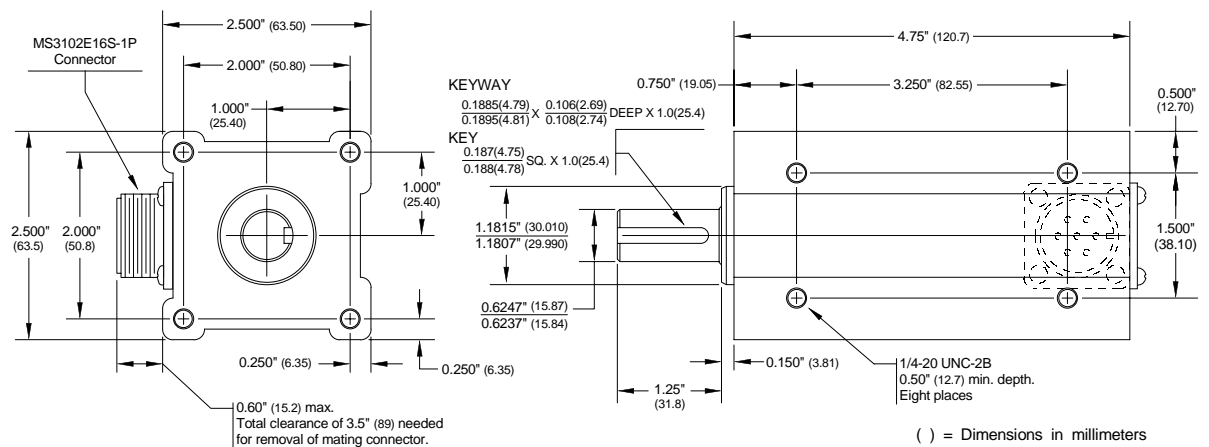 2.500" (63.50)
MS3102E16S-1P
Connector
2.000" (50.80)
1.000"
(25.40)
2.500"
(63.5)
2.000"
(50.8)
1.000"
(25.40)
0.250" (6.35)
0.250" (6.35)
0.60" (15.2) max.
Total clearance of 3.5" (89) needed
for removal of mating connector.
4.75" (120.7)
0.750" (19.05)
3.250" (82.55)
0.500"
(12.70)
KEYWAY
0.1885(4.79) X 0.106(2.69) DEEP X 1.0(25.4)
0.1895(4.81) 0.108(2.74)
KEY
0.187(4.75) SQ. X 1.0(25.4)
0.188(4.78)
1.1815" (30.010)
1.1807" (29.990)
1.500"
(38.10)
0.6247" (15.87)
0.6237" (15.84)
0.150" (3.81)
1.25"
(31.8)
1/4-20 UNC-2B
0.50" (12.7) min. depth.
Eight places
( ) = Dimensions in millimeters